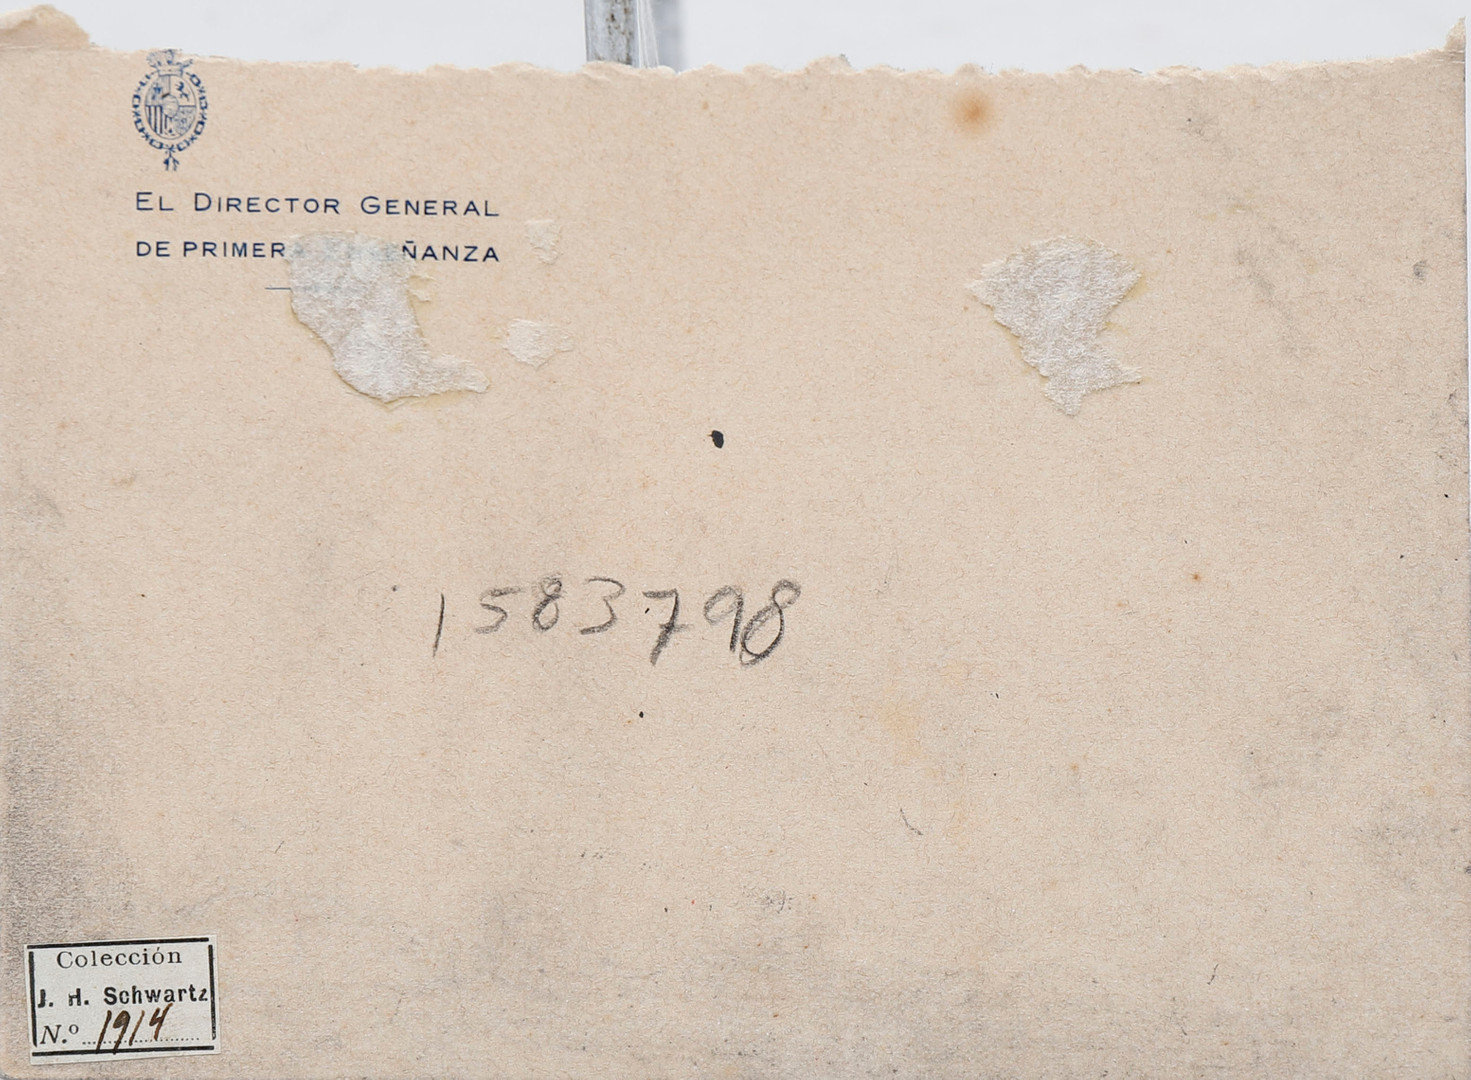 EL DIRECTOR GENERAL
DE PRIMER ÑANZA
1583798
Colección
J. H. Schwartz
N.º 1914